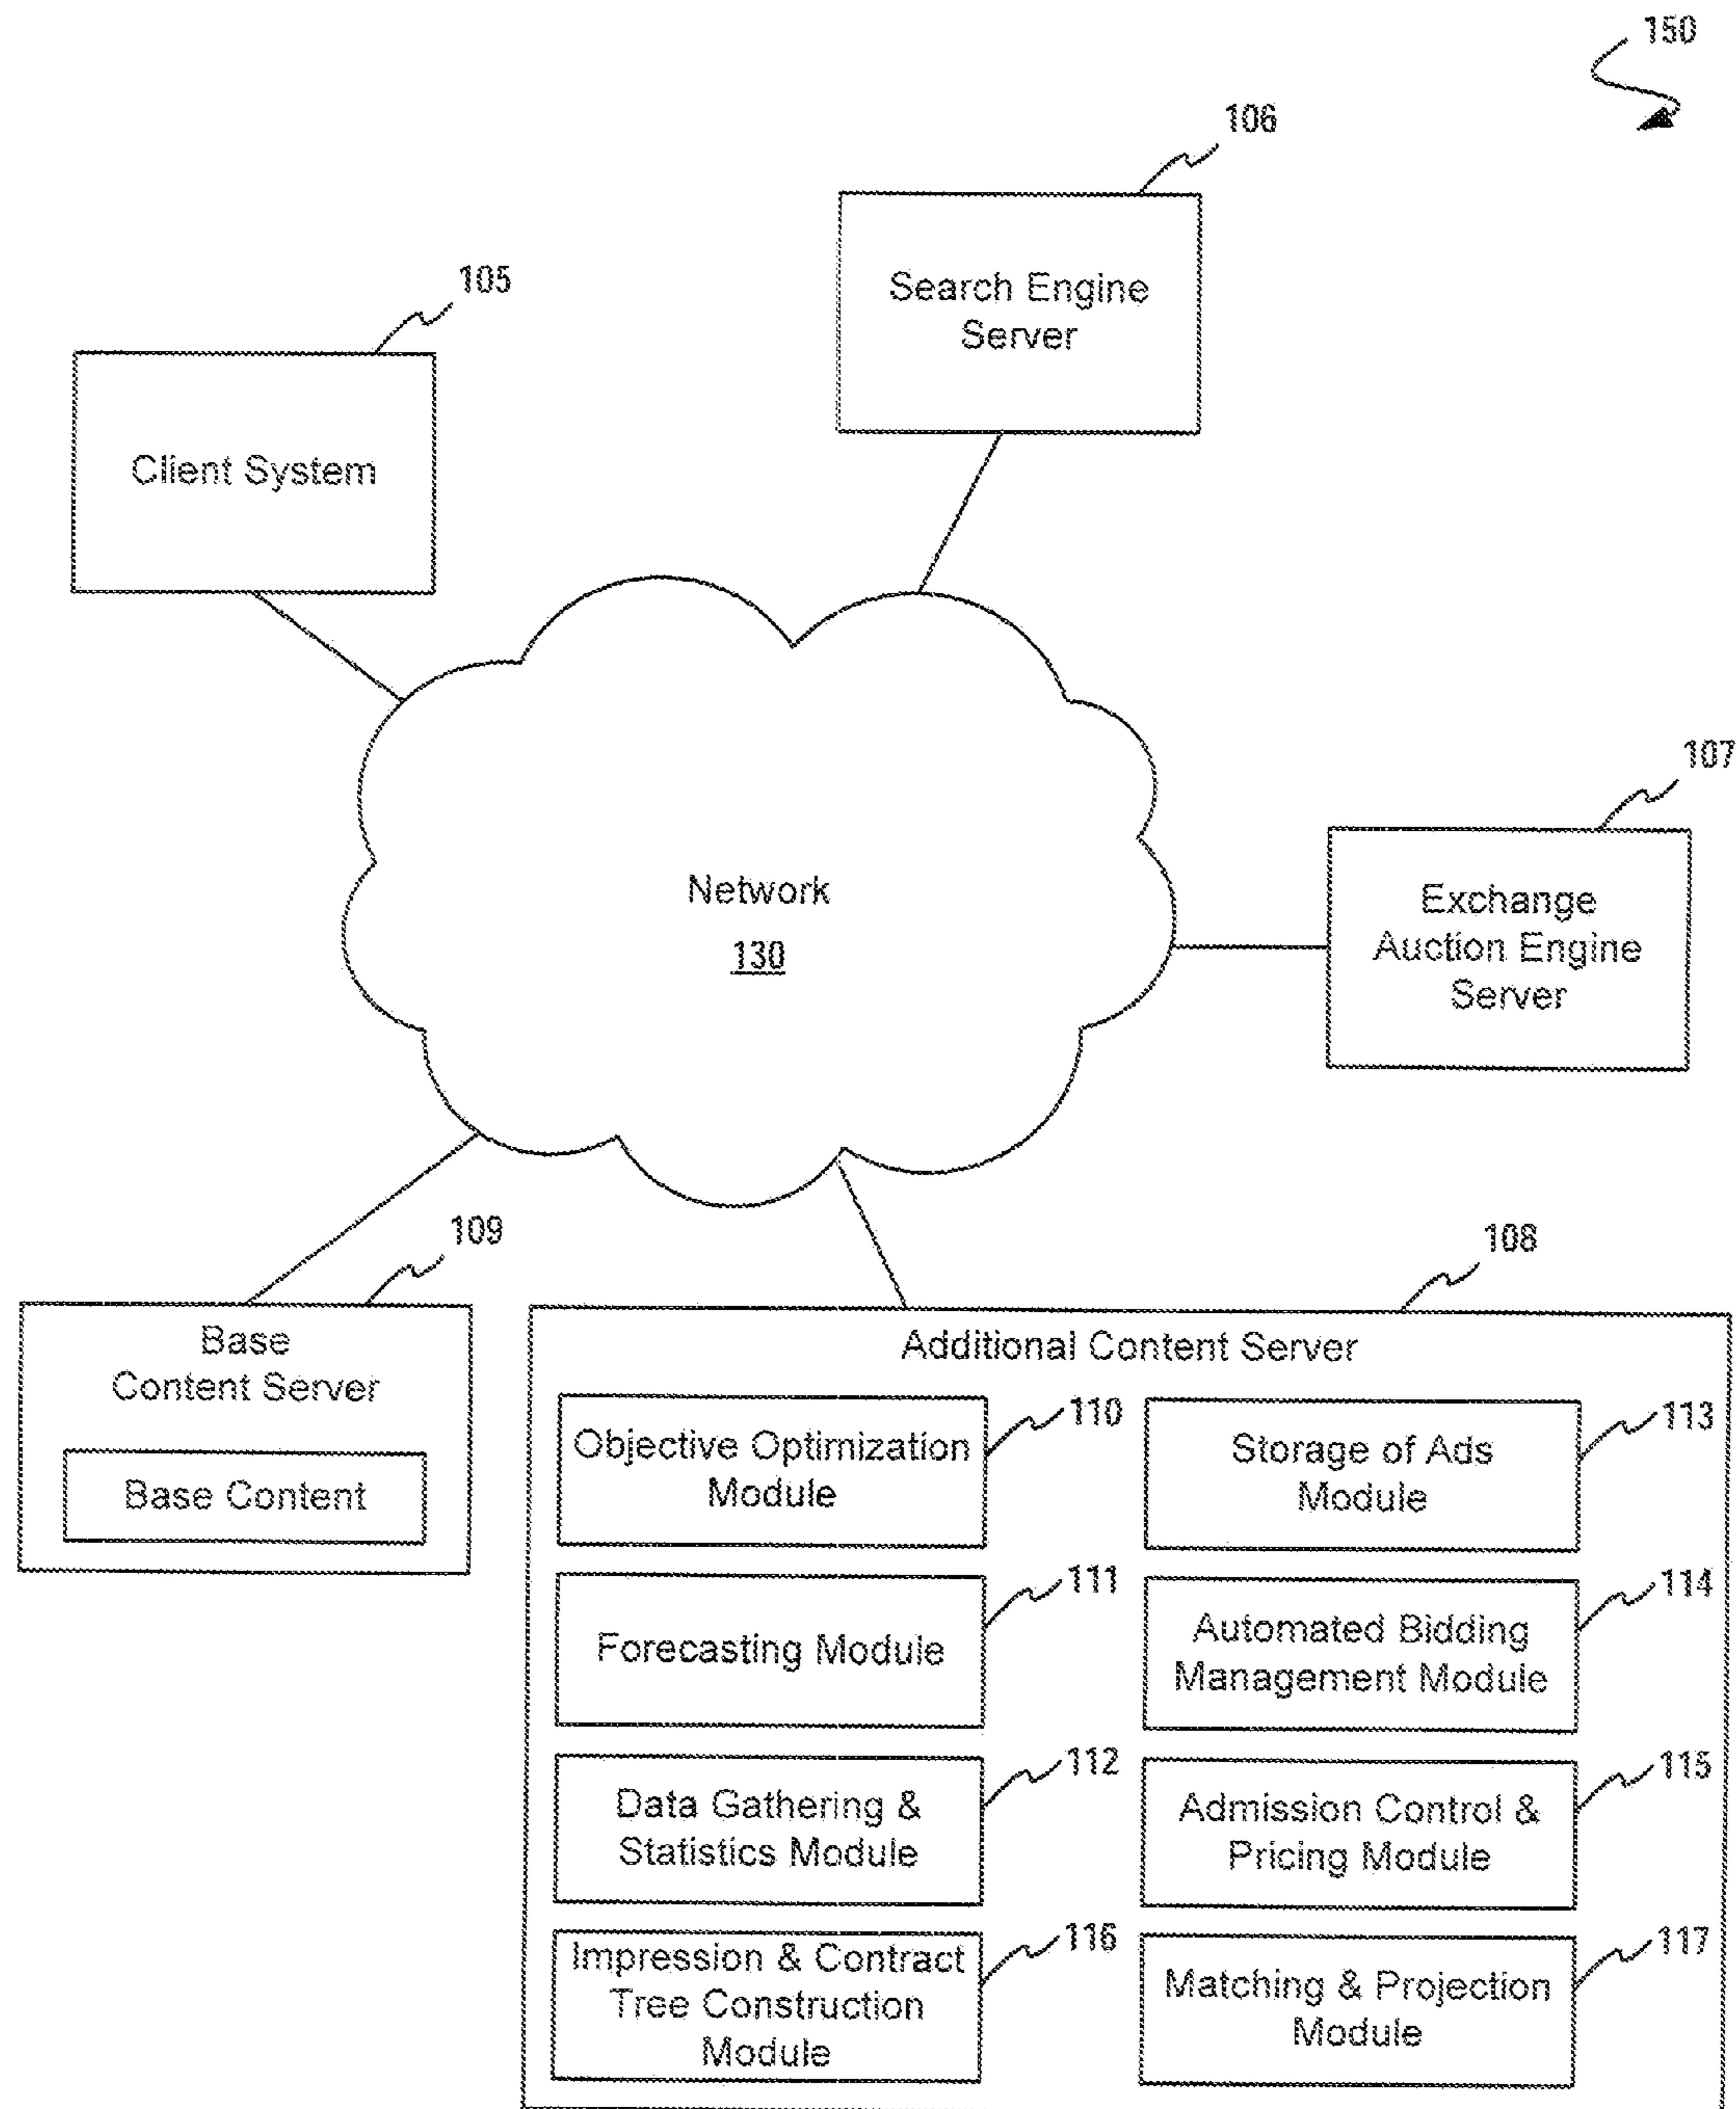 150
106
Search Engine
Server
105
Client System
107
Exchange
Auction Engine
Server
Network
130
109
Base
Content Server
Base Content
108
Additional Content Server
110
Objective Optimization
Module
113
Storage of Ads
Module
111
Forecasting Module
114
Automated Bidding
Management Module
112
Data Gathering &
Statistics Module
115
Admission Control &
Pricing Module
116
Impression & Contract
Tree Construction
Module
117
Matching & Projection
Module